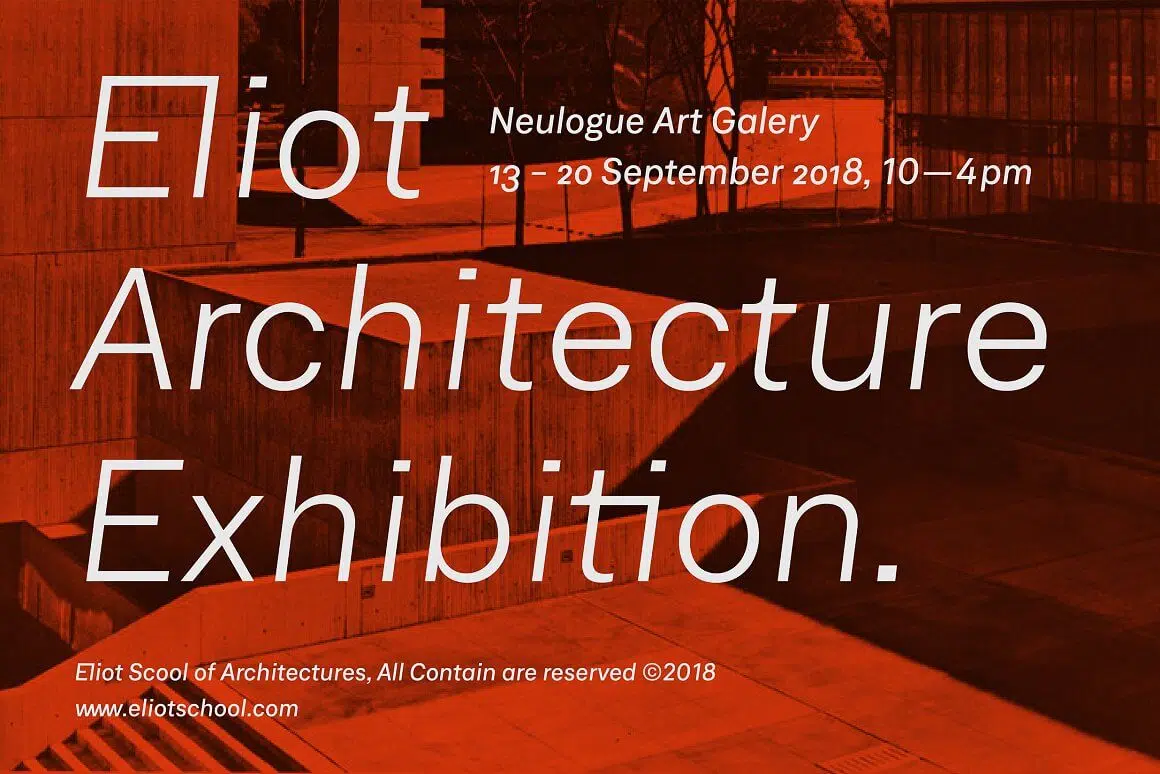 Eliot
Neulogue Art Galery
13 – 20 September 2018, 10—4pm
Architecture
Exhibition.
Eliot Scool of Architectures, All Contain are reserved ©2018
www.eliotschool.com